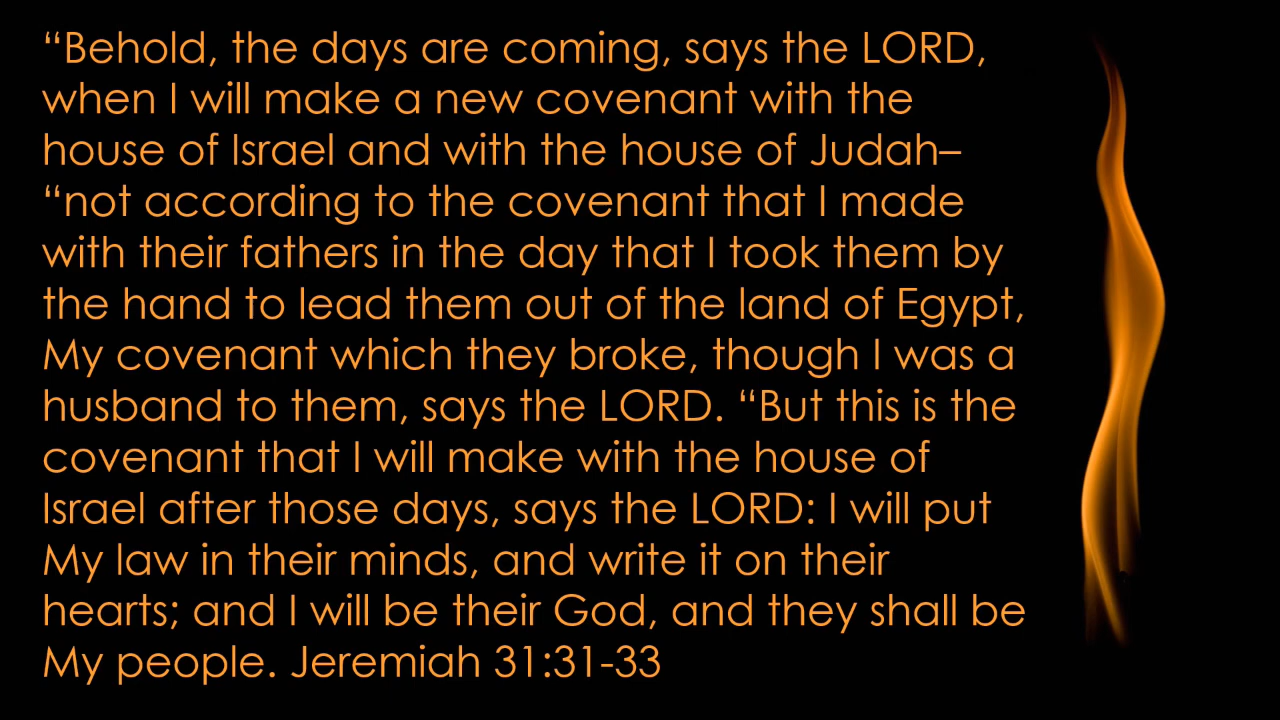 “Behold, the days are coming, says the LORD,
when I will make a new covenant with the
house of Israel and with the house of Judah–
“not according to the covenant that I made
with their fathers in the day that I took them by
the hand to lead them out of the land of Egypt,
My covenant which they broke, though I was a
husband to them, says the LORD. “But this is the
covenant that I will make with the house of
Israel after those days, says the LORD: I will put
My law in their minds, and write it on their
hearts; and I will be their God, and they shall be
My people. Jeremiah 31:31-33